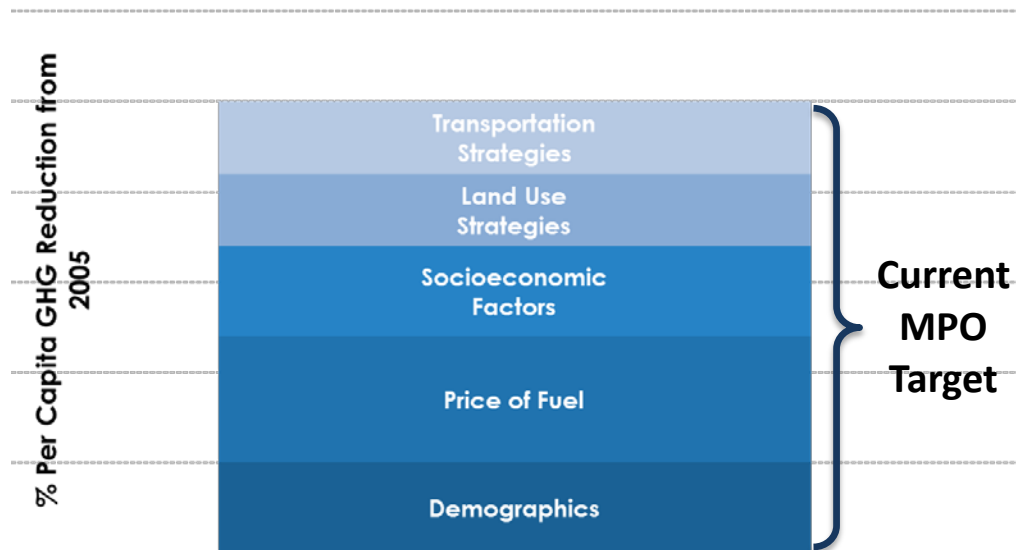 % Per Capita GHG Reduction from
2005
Transportation
Strategies
Land Use
Strategies
Socioeconomic
Factors
Price of Fuel
Demographics
Current
MPO
Target